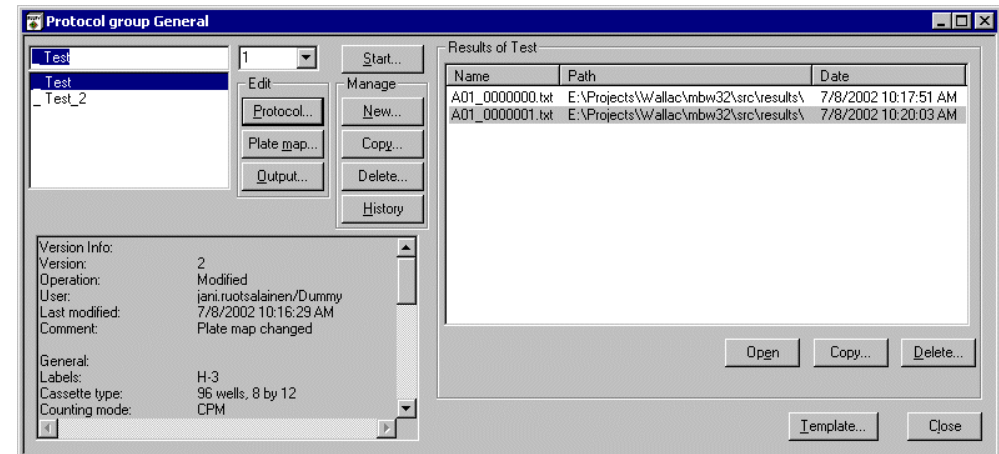 Protocol group General
_ Test
1
Start...
Results of Test
_ Test
_ Test_2
Edit
Protocol...
Plate map...
Output...
Manage
New...
Copy...
Delete...
History
Name Path Date
A01_0000000.txt E:\Projects\Wallac\mbw32\src\results\ 7/8/2002 10:17:51 AM
A01_0000001.txt E:\Projects\Wallac\mbw32\src\results\ 7/8/2002 10:20:03 AM
Version Info:
Version: 2
Operation: Modified
User: jani.ruotsalainen/Dummy
Last modified: 7/8/2002 10:16:29 AM
Comment: Plate map changed
General:
Labels: H-3
Cassette type: 96 wells, 8 by 12
Counting mode: CPM
Open Copy... Delete...
Template... Close